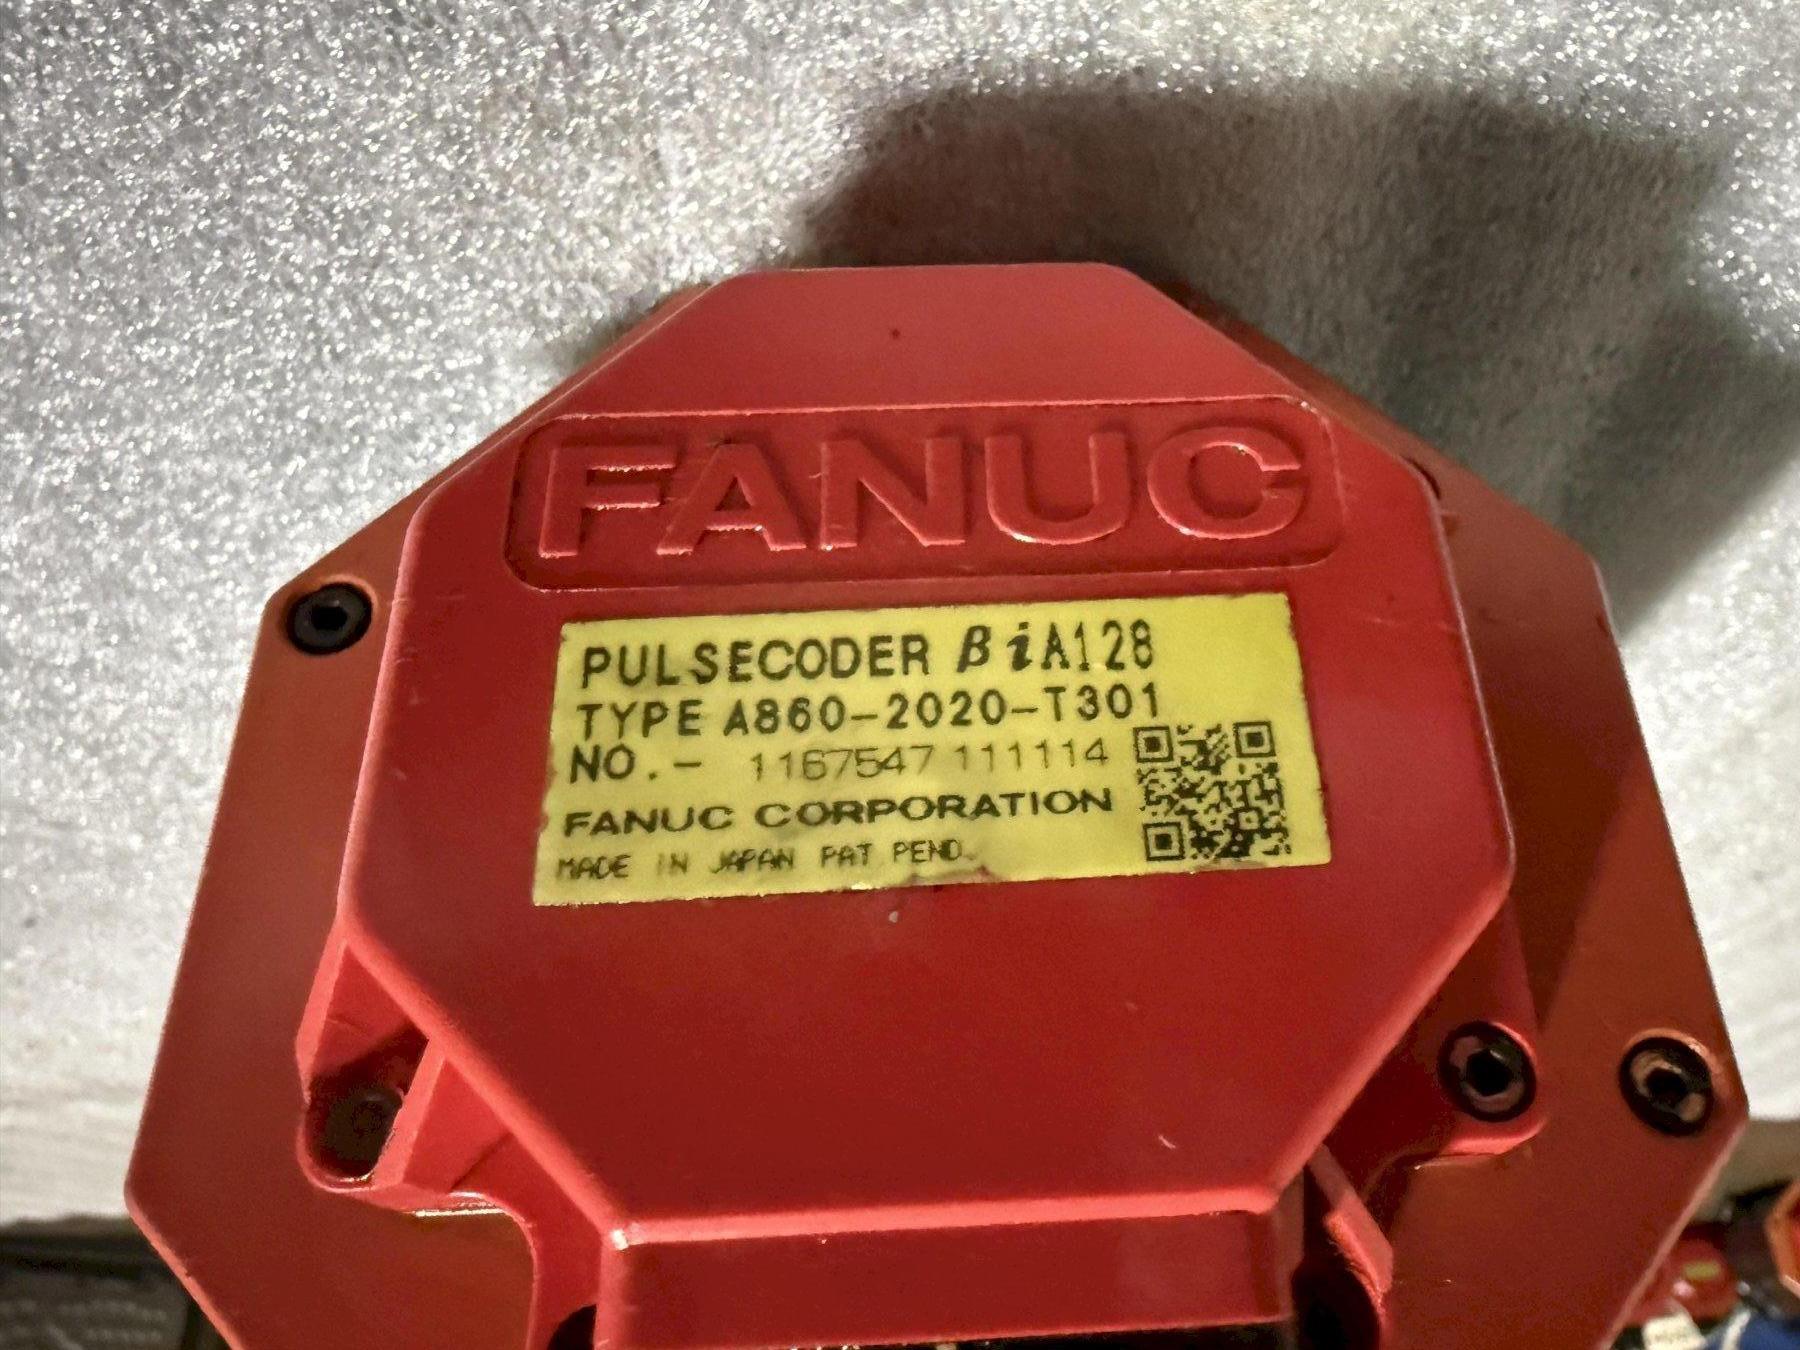 FANUC
PULSECODER βiA128
TYPE A860-2020-T301
NO.- 1167547 111114
FANUC CORPORATION
MADE IN JAPAN PAT PEND.